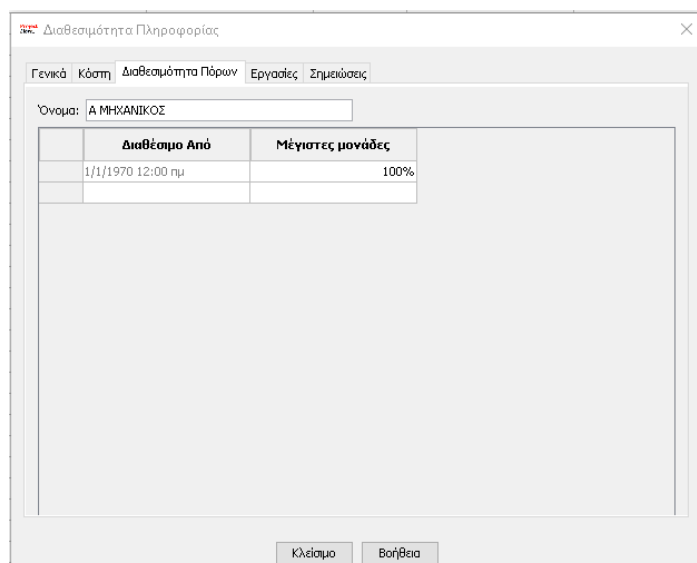 Διαθεσιμότητα Πληροφορίας
Γενικά Κόστη Διαθεσιμότητα Πόρων Εργασίες Σημειώσεις
Όνομα: Α ΜΗΧΑΝΙΚΟΣ
Διαθέσιμο Από Μέγιστες μονάδες
1/1/1970 12:00 πμ 100%
Κλείσιμο Βοήθεια